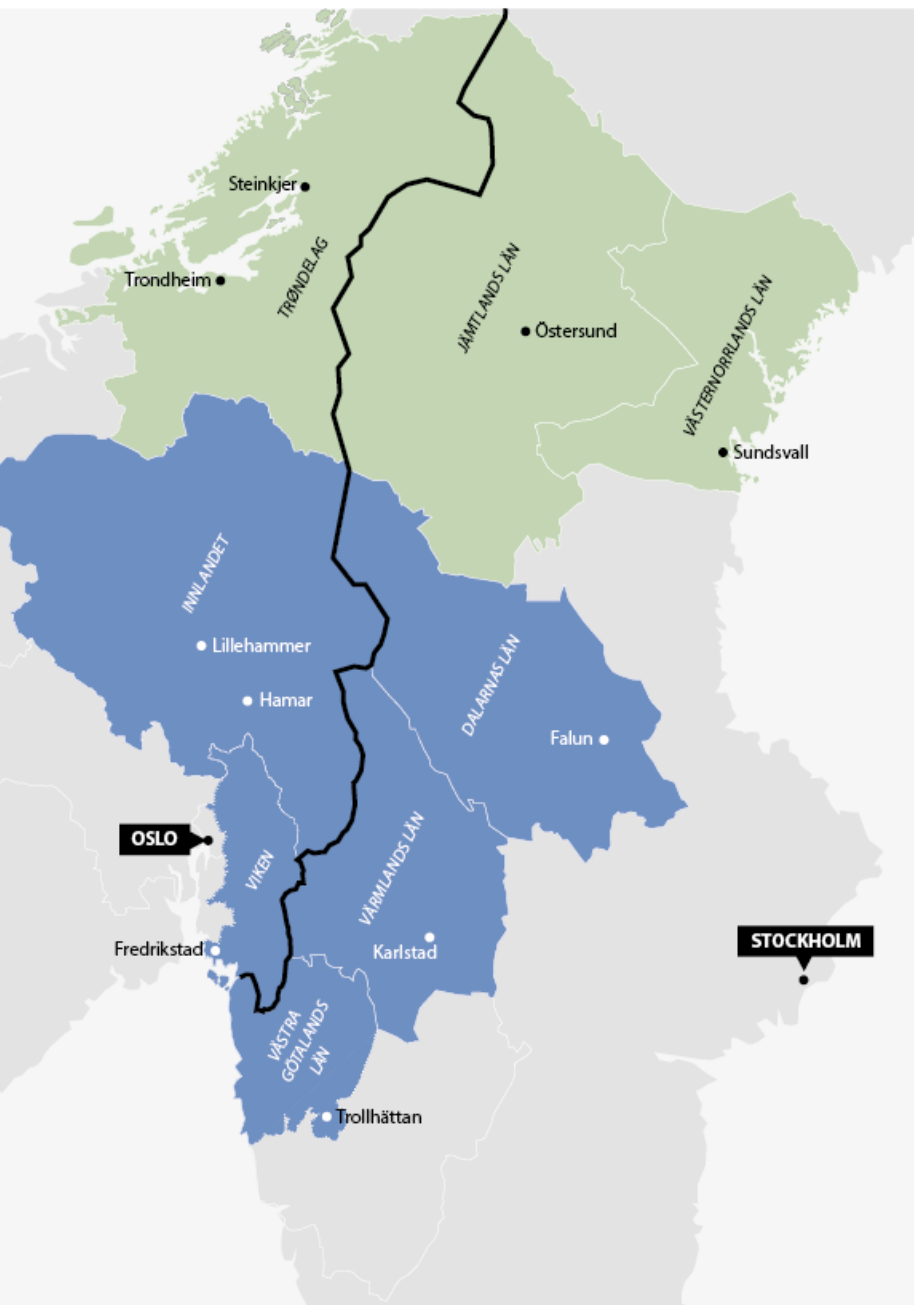 Steinkjer
Trondheim
TRØNDELAG
JÄMTLANDS LÄN
Östersund
VÄSTERNORRLANDS LÄN
Sundsvall
INNLANDET
Lillehammer
Hamar
DALARNAS LÄN
Falun
OSLO
VIKEN
VÄRMLANDS LÄN
Fredrikstad
Karlstad
STOCKHOLM
VÄSTRA
GÖTALANDS
LÄN
Trollhättan